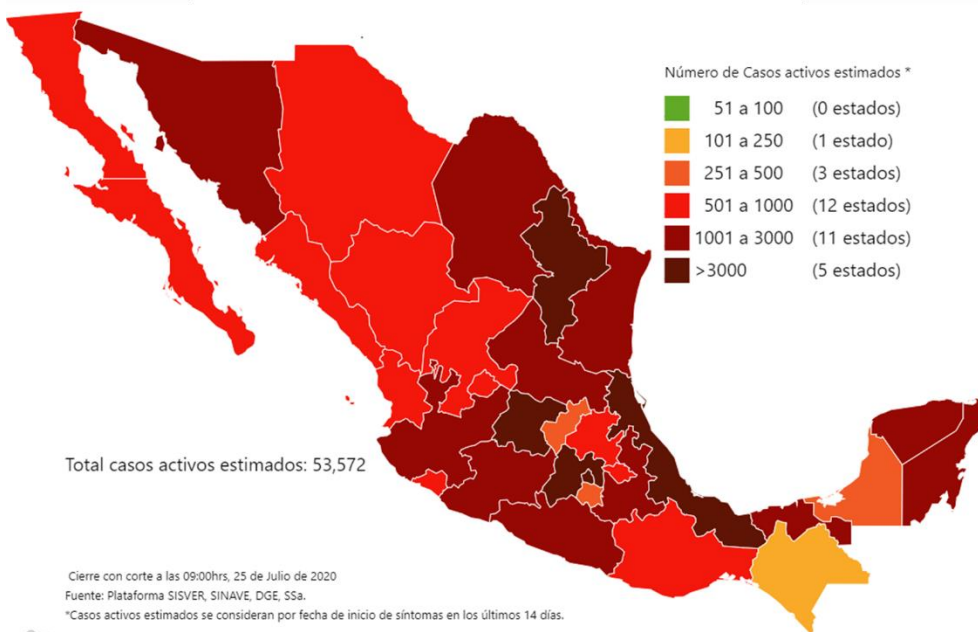 Número de Casos activos estimados *
51 a 100 (0 estados)
101 a 250 (1 estado)
251 a 500 (3 estados)
501 a 1000 (12 estados)
1001 a 3000 (11 estados)
>3000 (5 estados)
Total casos activos estimados: 53,572
Cierre con corte a las 09:00hrs, 25 de Julio de 2020
Fuente: Plataforma SISVER, SINAVE, DGE, SSa.
*Casos activos estimados se consideran por fecha de inicio de síntomas en los últimos 14 días.